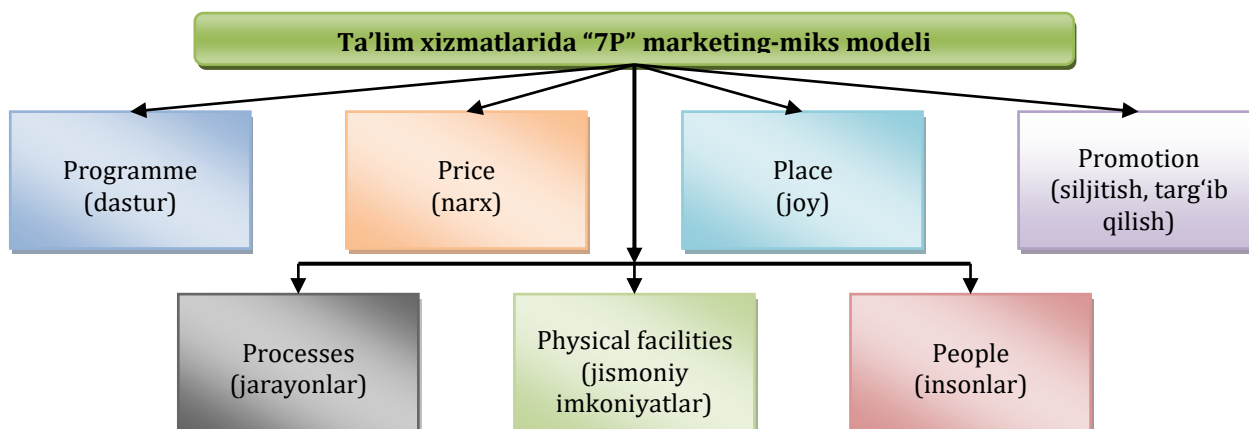 Ta’lim xizmatlarida “7P” marketing-miks modeli
Programme
(dastur)
Price
(narx)
Place
(joy)
Promotion
(siljitish, targ‘ib
qilish)
Processes
(jarayonlar)
Physical facilities
(jismoniy
imkoniyatlar)
People
(insonlar)